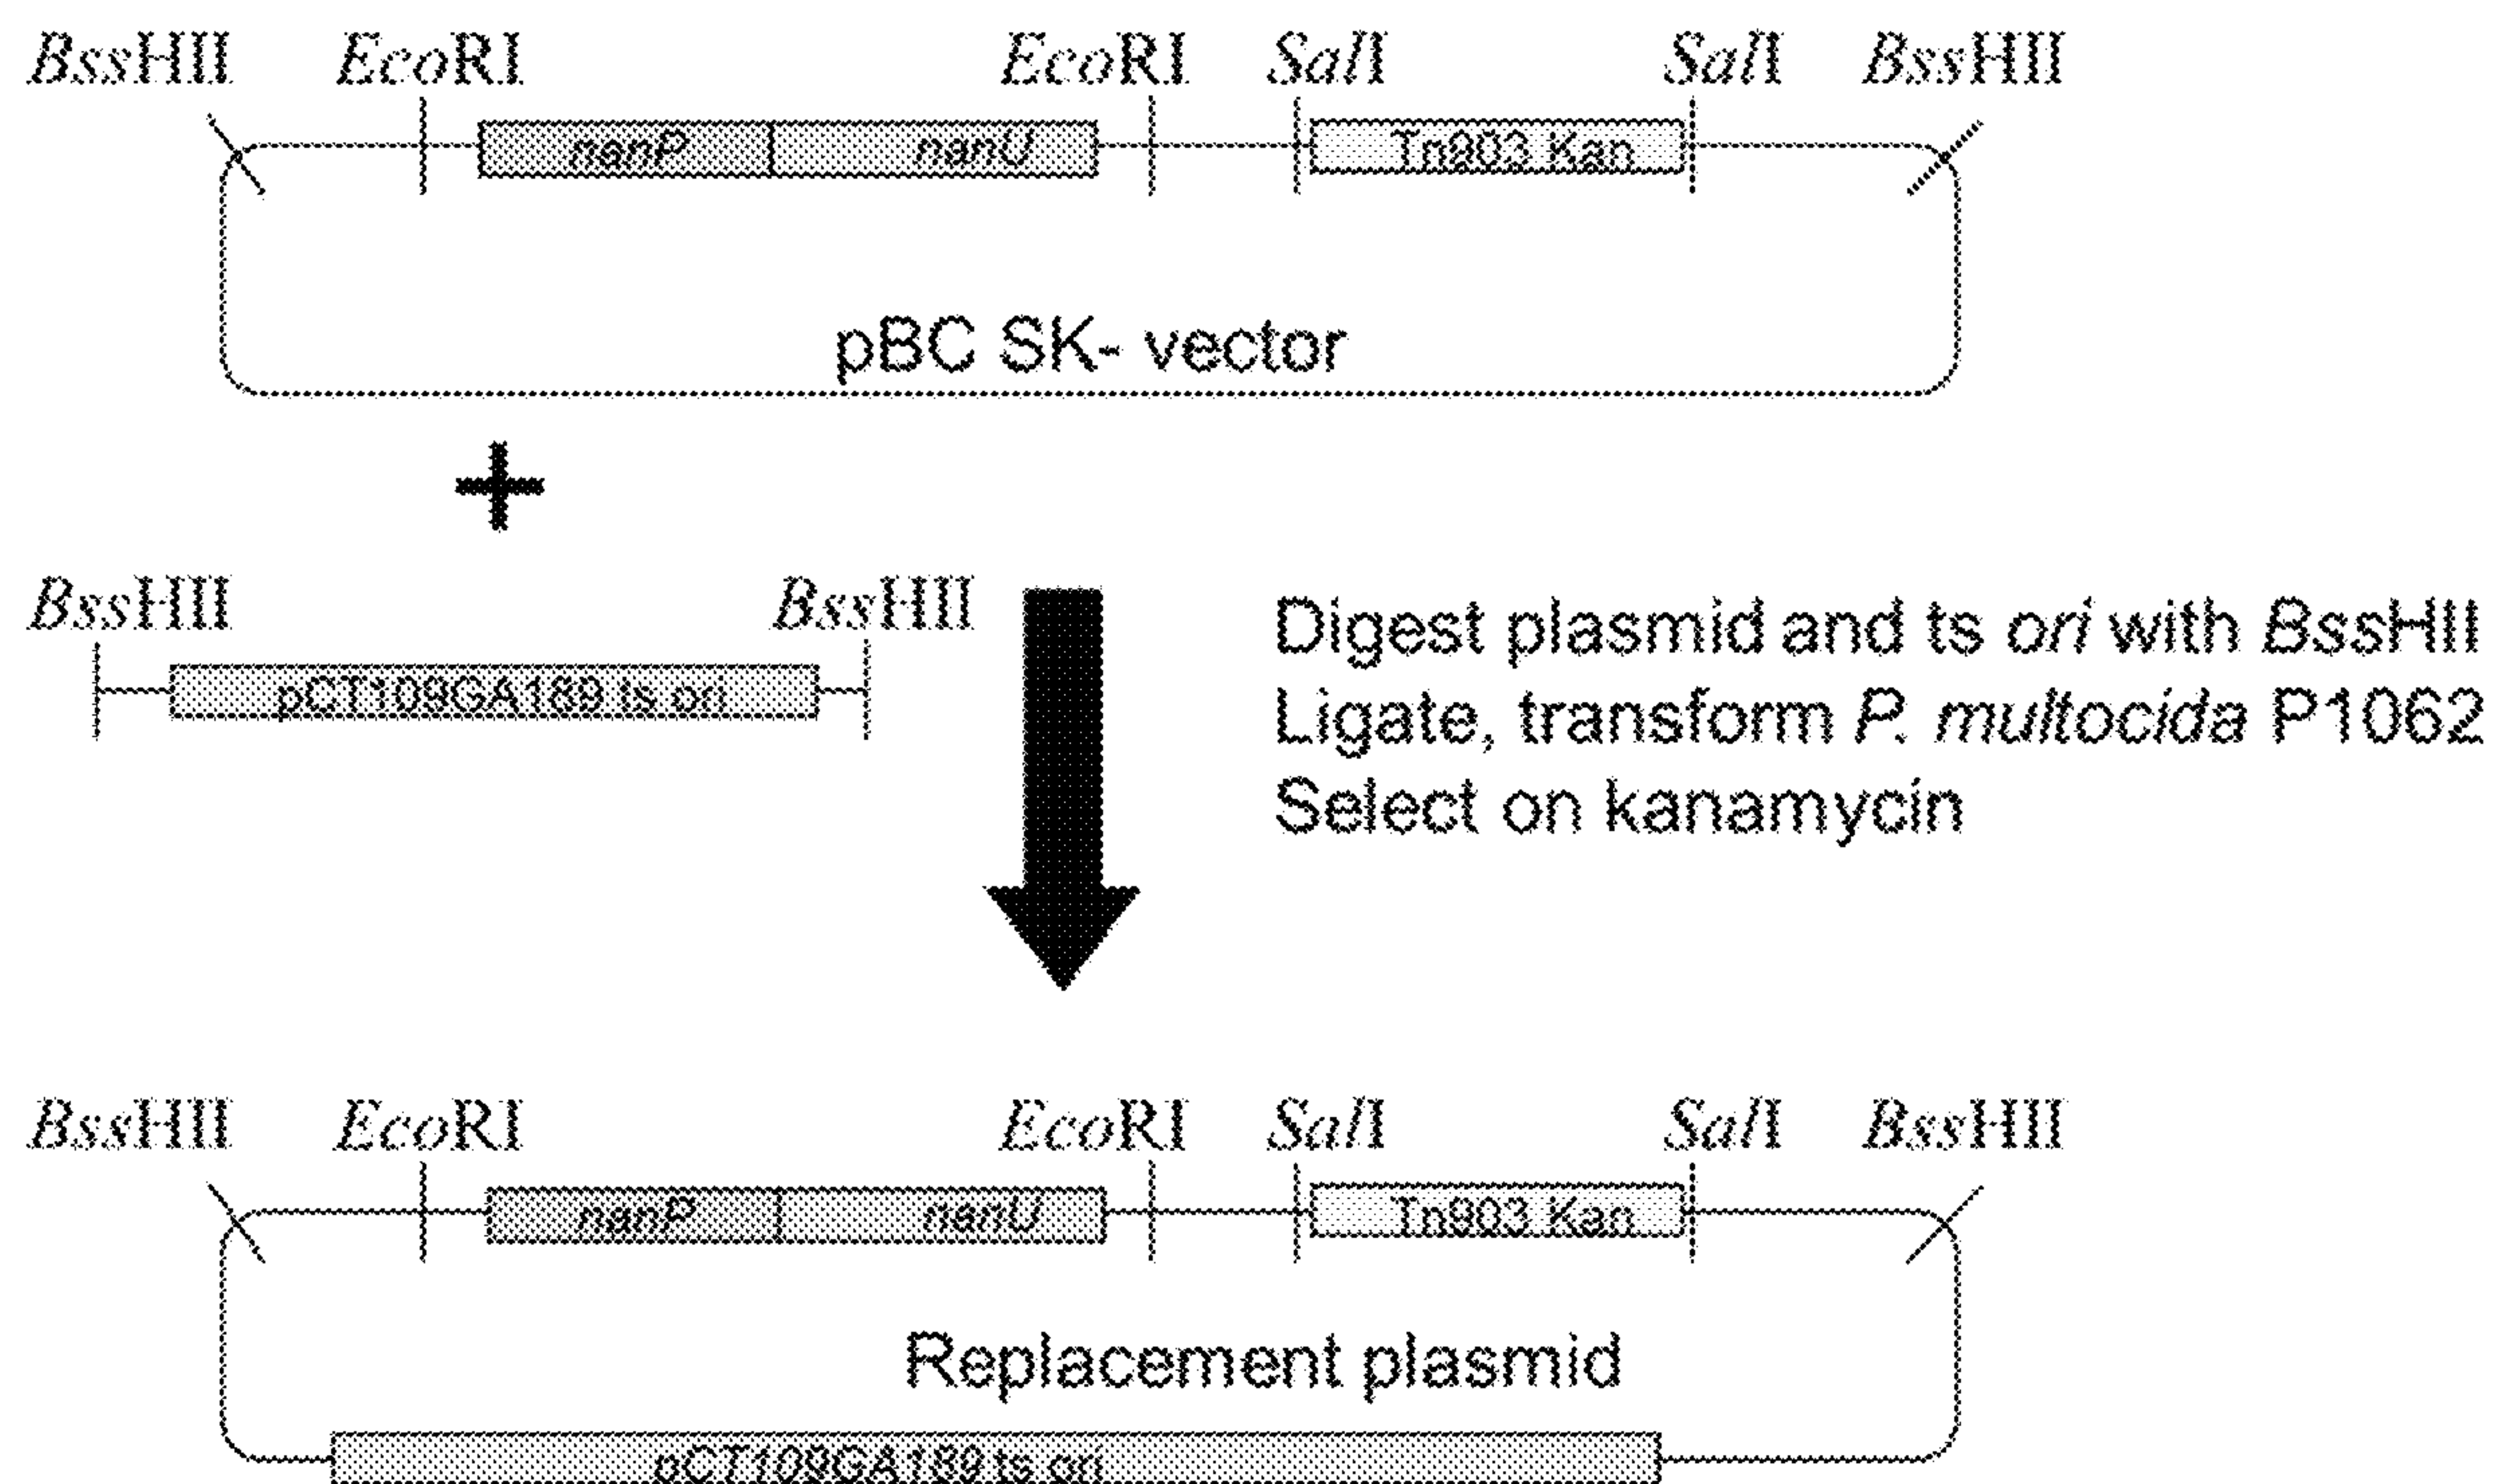 BssHII EcoRI EcoRI SalI SalI BssHII
nanP nanU Tn903 Kan
pBC SK- vector
+
BssHII BssHII
pCT109GA189 ts ori
Digest plasmid and ts ori with BssHII
Ligate, transform P. multocida P1062
Select on kanamycin
BssHII EcoRI EcoRI SalI SalI BssHII
nanP nanU Tn903 Kan
Replacement plasmid
pCT109GA189 ts ori